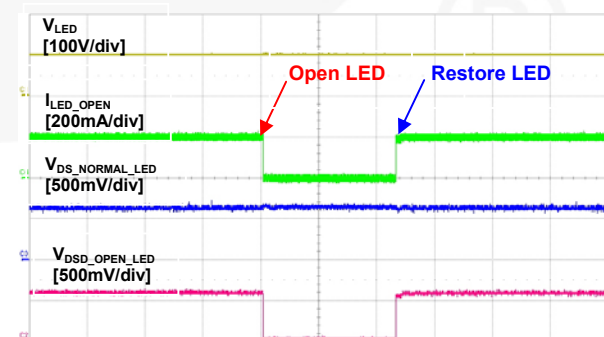 VLED
[100V/div]
Open LED
Restore LED
ILED_OPEN
[200mA/div]
VDS_NORMAL_LED
[500mV/div]
VDSD_OPEN_LED
[500mV/div]